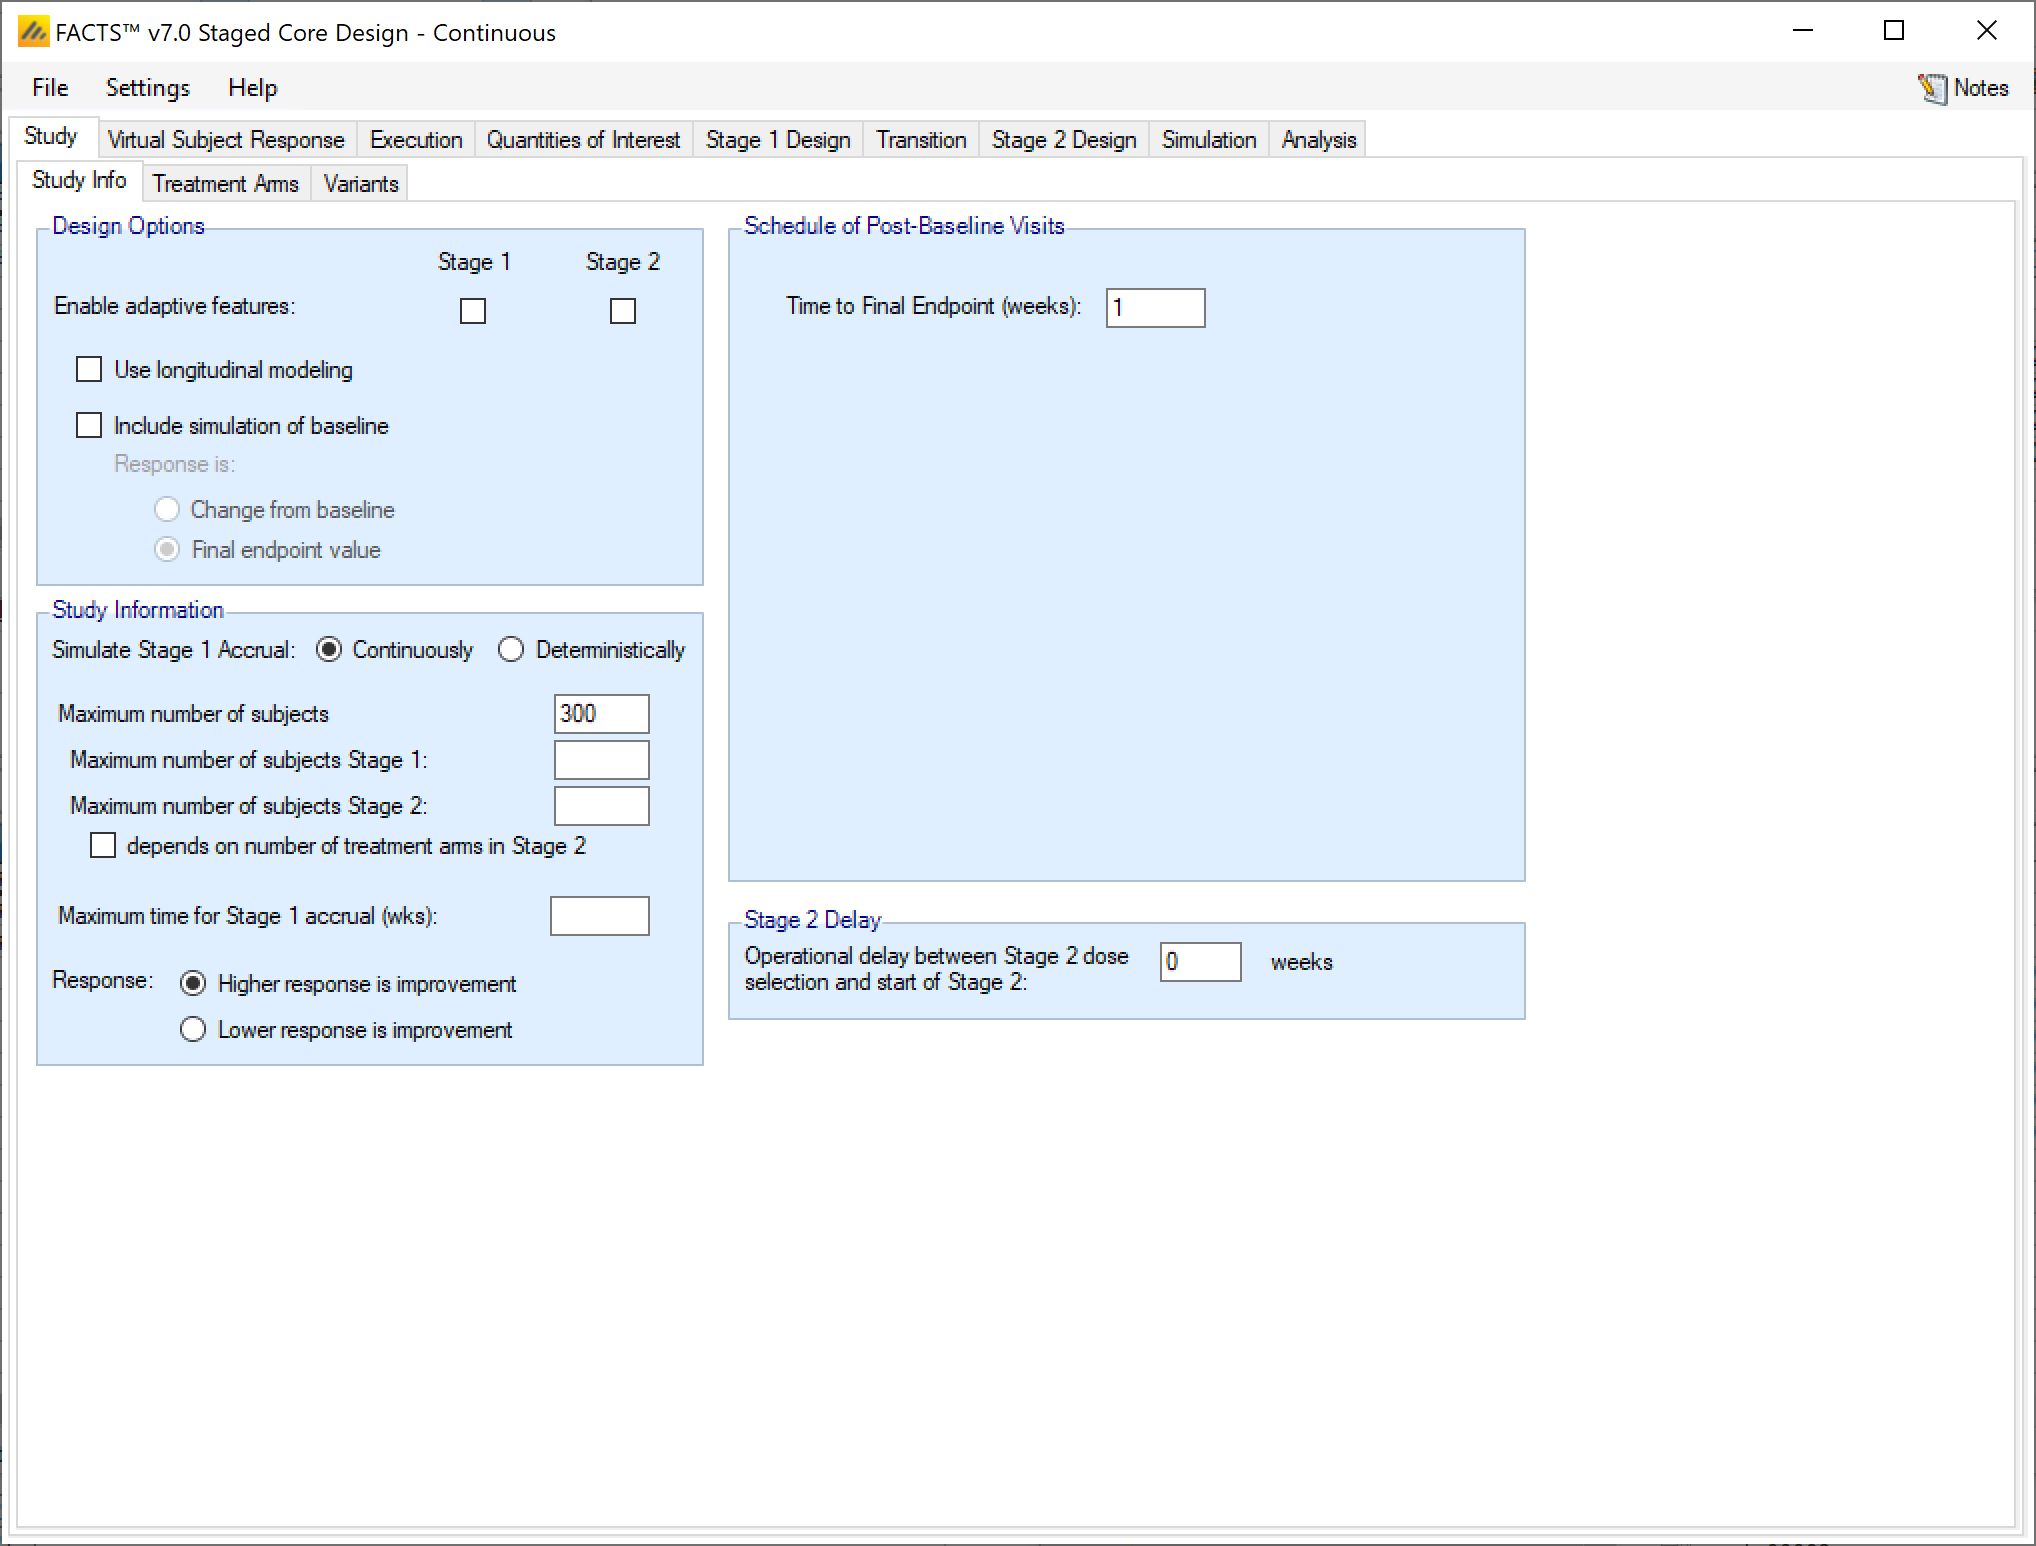 FACTS™ v7.0 Staged Core Design - Continuous
File Settings Help Notes
Study Virtual Subject Response Execution Quantities of Interest Stage 1 Design Transition Stage 2 Design Simulation Analysis
Study Info Treatment Arms Variants
Design Options
Stage 1 Stage 2
Enable adaptive features:
Use longitudinal modeling
Include simulation of baseline
Response is:
Change from baseline
Final endpoint value
Study Information
Simulate Stage 1 Accrual: Continuously Deterministically
Maximum number of subjects 300
Maximum number of subjects Stage 1:
Maximum number of subjects Stage 2:
depends on number of treatment arms in Stage 2
Maximum time for Stage 1 accrual (wks):
Response: Higher response is improvement
Lower response is improvement
Schedule of Post-Baseline Visits
Time to Final Endpoint (weeks): 1
Stage 2 Delay
Operational delay between Stage 2 dose
selection and start of Stage 2: 0 weeks